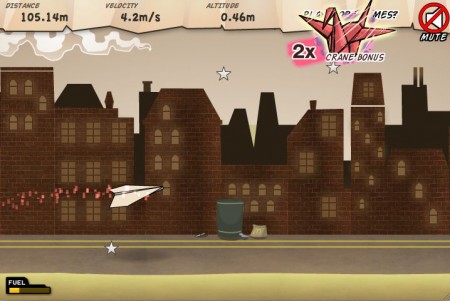 DISTANCE
105.14m
VELOCITY
4.2m/s
ALTITUDE
0.46m
MES?
2x
CRANE BONUS
MUTE
FUEL